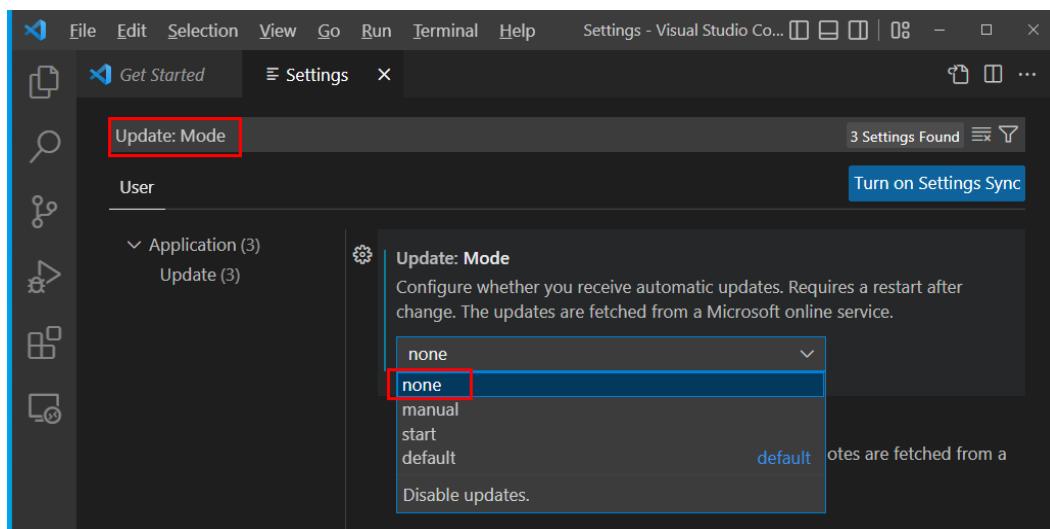 File Edit Selection View Go Run Terminal Help Settings - Visual Studio Co...
Get Started Settings
Update: Mode 3 Settings Found
User Turn on Settings Sync
Application (3)
Update (3)
Update: Mode
Configure whether you receive automatic updates. Requires a restart after
change. The updates are fetched from a Microsoft online service.
none
none
manual
start
default default
otes are fetched from a
Disable updates.